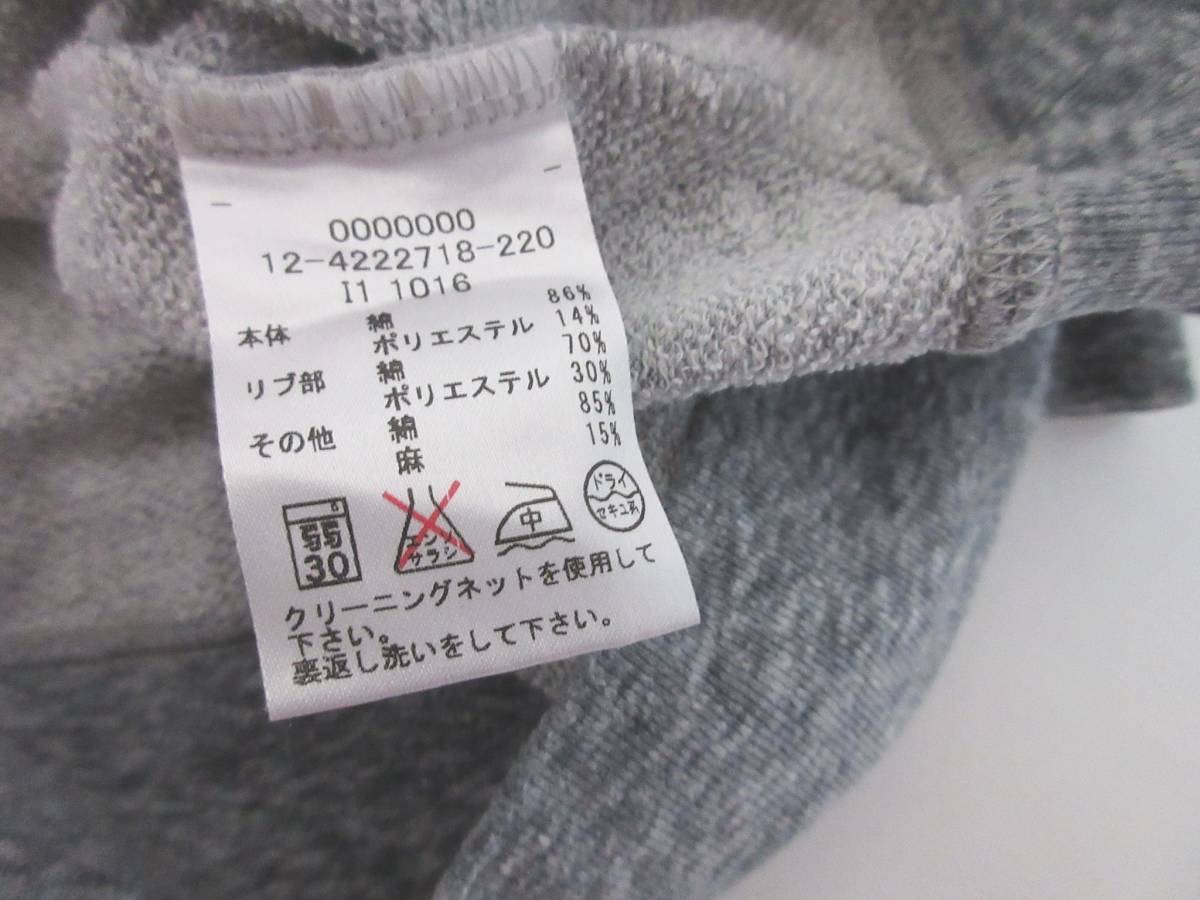 0000000
12-4222718-220
I1 1016
本体 綿 86%
ポリエステル 14%
リブ部 綿 70%
ポリエステル 30%
その他 綿 85%
麻 15%
弱
30
エンソ
サラシ
中
ドライ
セキユ系
クリーニングネットを使用して
下さい。
裏返し洗いをして下さい。